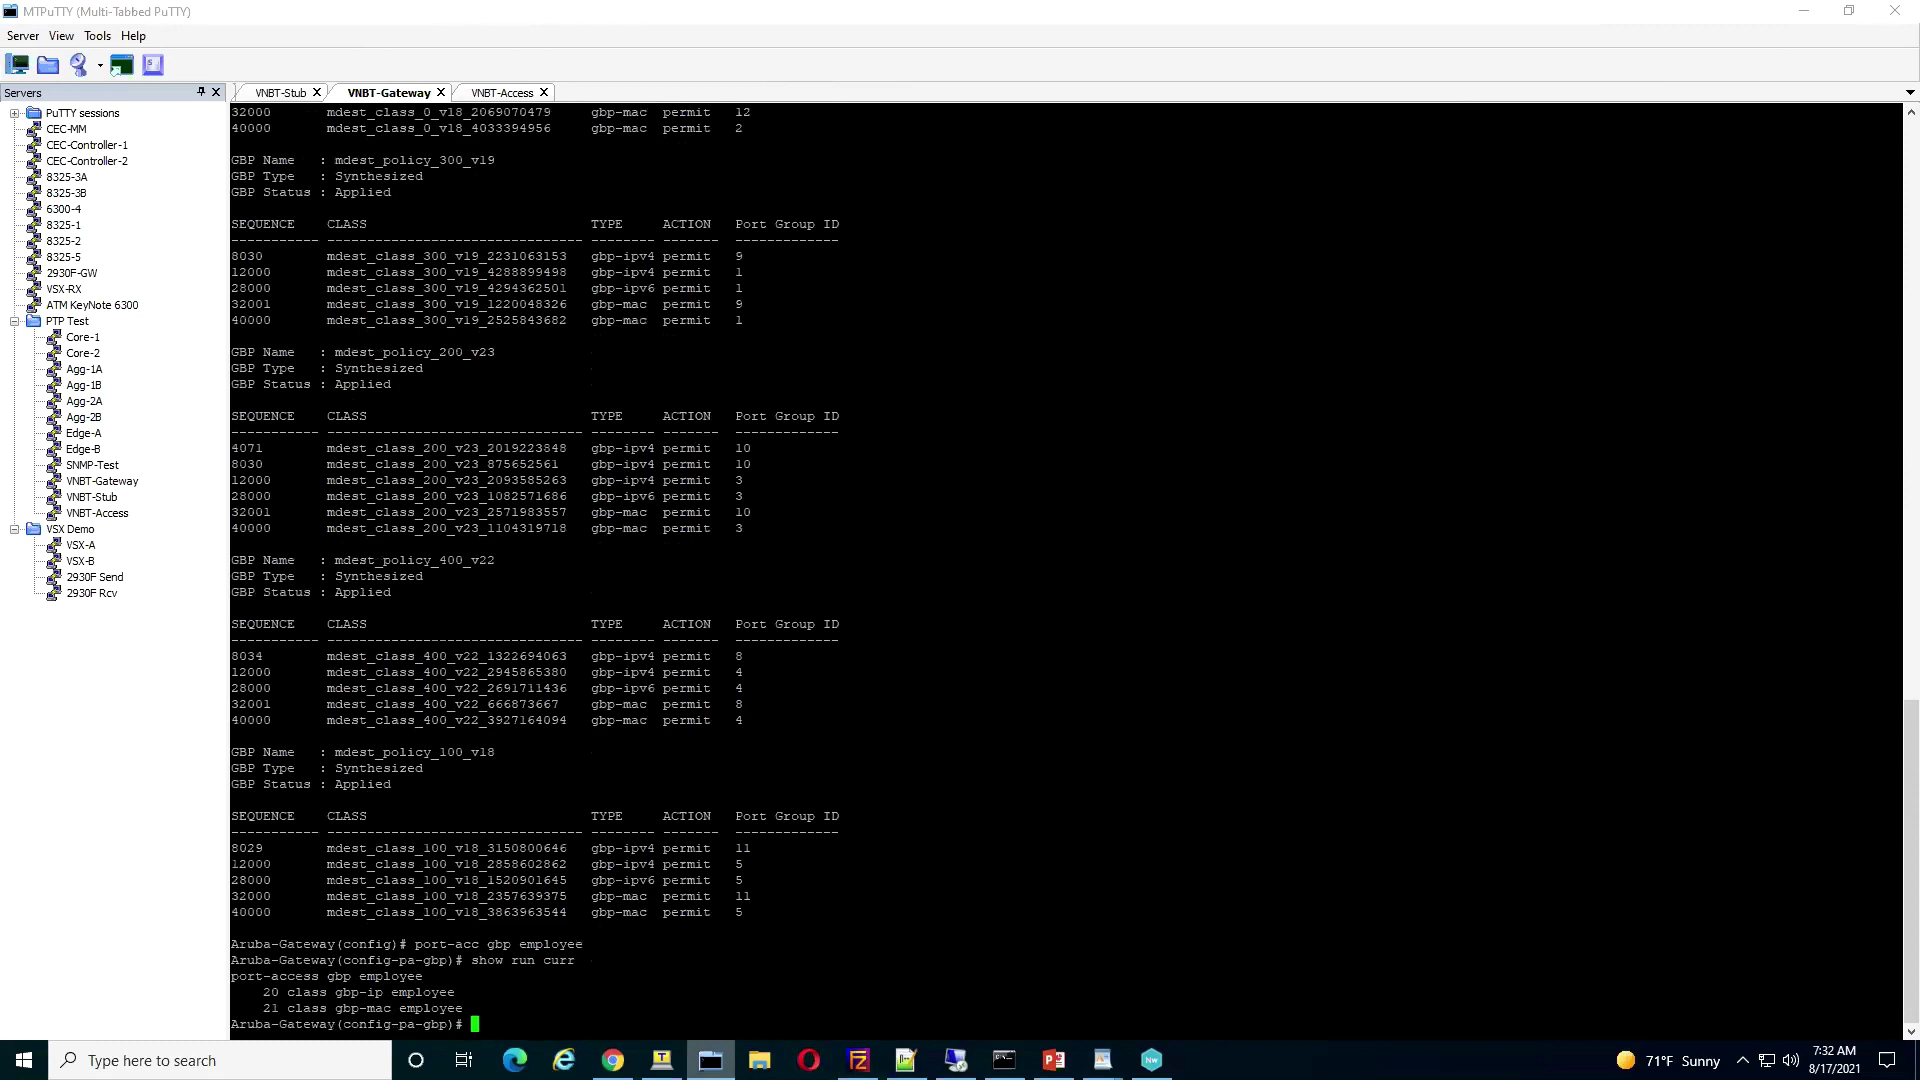 MTPuTTY (Multi-Tabbed PuTTY)
Server View Tools Help
Servers
VNBT-Stub VNBT-Gateway VNBT-Access
PuTTY sessions
CEC-MM
CEC-Controller-1
CEC-Controller-2
8325-3A
8325-3B
6300-4
8325-1
8325-2
8325-5
2930F-GW
VSX-RX
ATM KeyNote 6300
PTP Test
Core-1
Core-2
Agg-1A
Agg-1B
Agg-2A
Agg-2B
Edge-A
Edge-B
SNMP-Test
VNBT-Gateway
VNBT-Stub
VNBT-Access
VSX Demo
VSX-A
VSX-B
2930F Send
2930F Rcv
32000 mdest_class_0_v18_2069070479 gbp-mac permit 12
40000 mdest_class_0_v18_4033394956 gbp-mac permit 2
GBP Name : mdest_policy_300_v19
GBP Type : Synthesized
GBP Status : Applied
SEQUENCE CLASS TYPE ACTION Port Group ID
----------- -------------------------------- -------- ------- -------------
8030 mdest_class_300_v19_2231063153 gbp-ipv4 permit 9
12000 mdest_class_300_v19_4288899498 gbp-ipv4 permit 1
28000 mdest_class_300_v19_4294362501 gbp-ipv6 permit 1
32001 mdest_class_300_v19_1220048326 gbp-mac permit 9
40000 mdest_class_300_v19_2525843682 gbp-mac permit 1
GBP Name : mdest_policy_200_v23
GBP Type : Synthesized
GBP Status : Applied
SEQUENCE CLASS TYPE ACTION Port Group ID
----------- -------------------------------- -------- ------- -------------
4071 mdest_class_200_v23_2019223848 gbp-ipv4 permit 10
8030 mdest_class_200_v23_875652561 gbp-ipv4 permit 10
12000 mdest_class_200_v23_2093585263 gbp-ipv4 permit 3
28000 mdest_class_200_v23_1082571686 gbp-ipv6 permit 3
32001 mdest_class_200_v23_2571983557 gbp-mac permit 10
40000 mdest_class_200_v23_1104319718 gbp-mac permit 3
GBP Name : mdest_policy_400_v22
GBP Type : Synthesized
GBP Status : Applied
SEQUENCE CLASS TYPE ACTION Port Group ID
----------- -------------------------------- -------- ------- -------------
8034 mdest_class_400_v22_1322694063 gbp-ipv4 permit 8
12000 mdest_class_400_v22_2945865380 gbp-ipv4 permit 4
28000 mdest_class_400_v22_2691711436 gbp-ipv6 permit 4
32001 mdest_class_400_v22_666873667 gbp-mac permit 8
40000 mdest_class_400_v22_3927164094 gbp-mac permit 4
GBP Name : mdest_policy_100_v18
GBP Type : Synthesized
GBP Status : Applied
SEQUENCE CLASS TYPE ACTION Port Group ID
----------- -------------------------------- -------- ------- -------------
8029 mdest_class_100_v18_3150800646 gbp-ipv4 permit 11
12000 mdest_class_100_v18_2858602862 gbp-ipv4 permit 5
28000 mdest_class_100_v18_1520901645 gbp-ipv6 permit 5
32000 mdest_class_100_v18_2357639375 gbp-mac permit 11
40000 mdest_class_100_v18_3863963544 gbp-mac permit 5
Aruba-Gateway(config)# port-acc gbp employee
Aruba-Gateway(config-pa-gbp)# show run curr
port-access gbp employee
20 class gbp-ip employee
21 class gbp-mac employee
Aruba-Gateway(config-pa-gbp)#
Type here to search
71°F Sunny
7:32 AM
8/17/2021